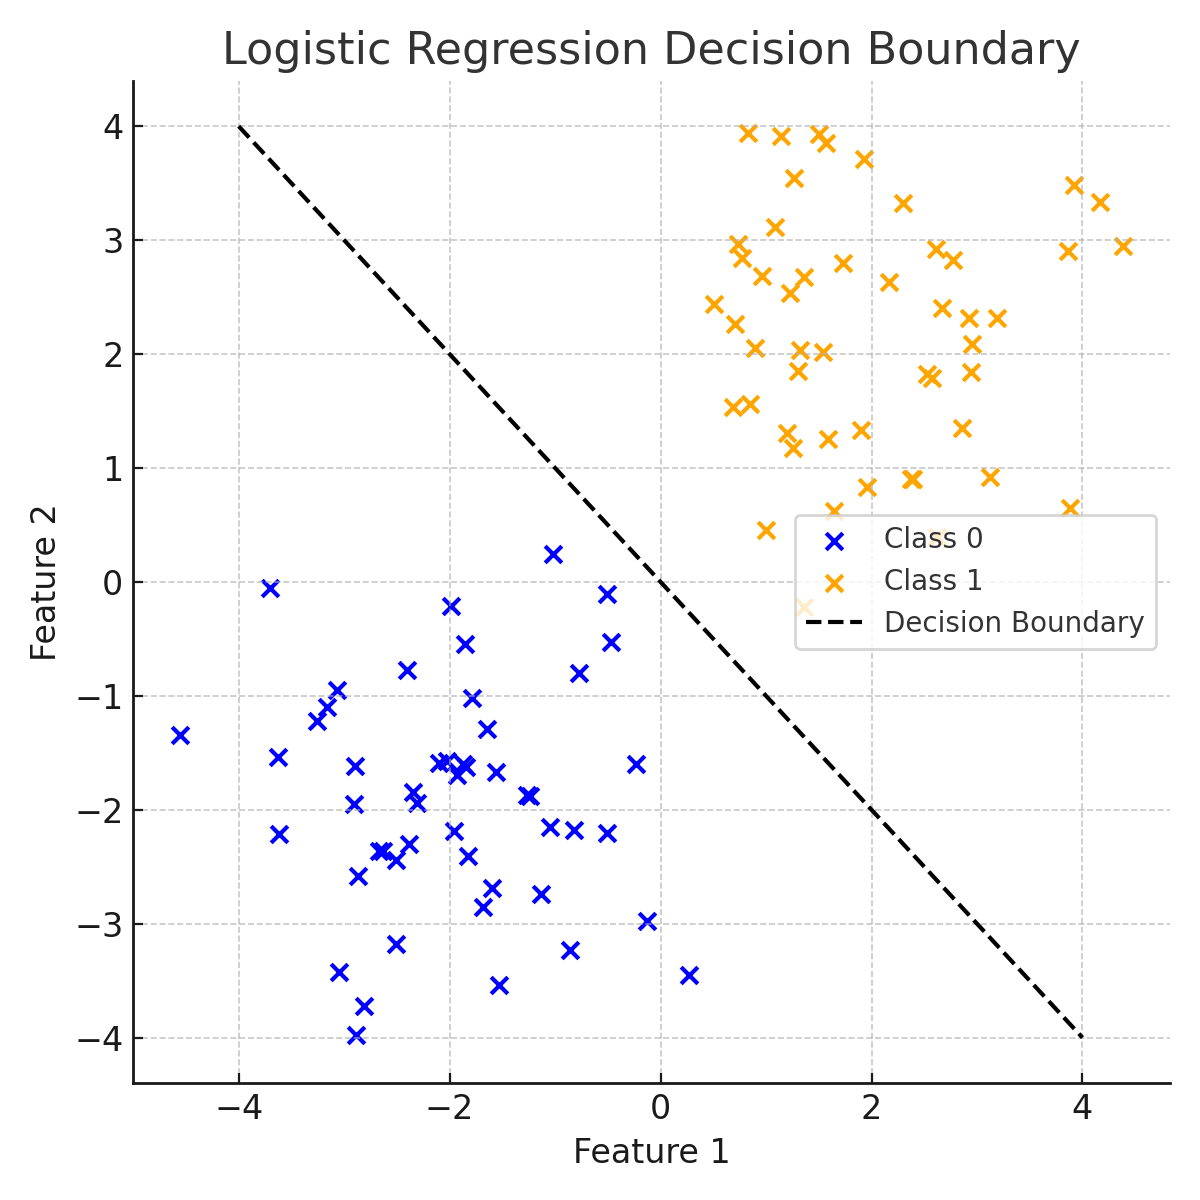 Logistic Regression Decision Boundary
4
3
2
1
0
−1
−2
−3
−4
Feature 2
Class 0
Class 1
Decision Boundary
−4 −2 0 2 4
Feature 1